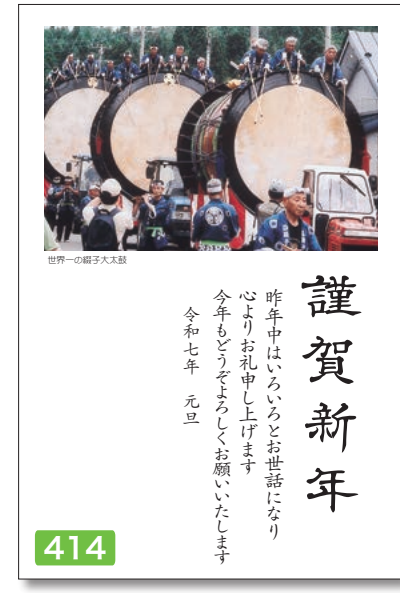 世界一の綴子大太鼓
謹賀新年
昨年中はいろいろとお世話になり
心よりお礼申し上げます
今年もどうぞよろしくお願いいたします
令和七年　元旦
414